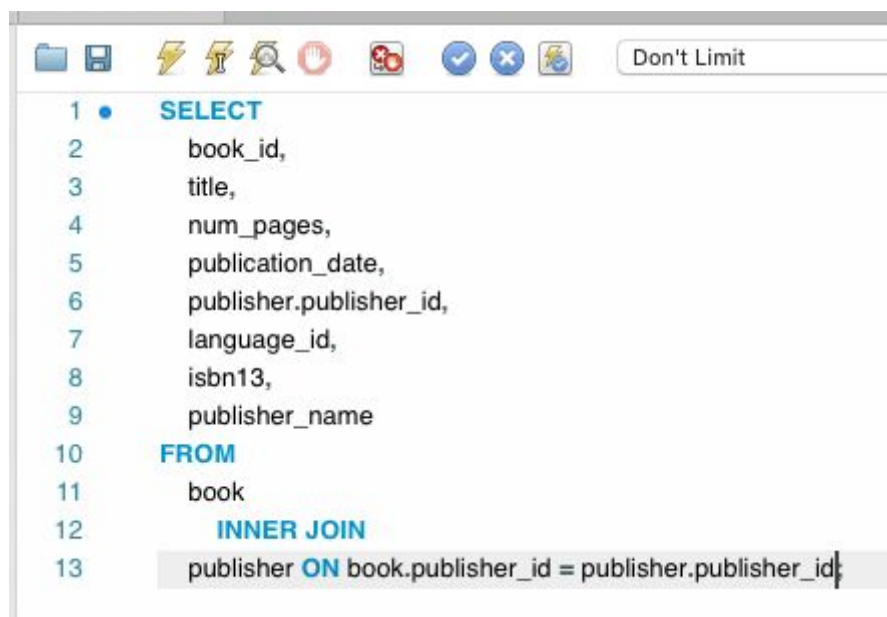 Don't Limit
1 SELECT
2 book_id,
3 title,
4 num_pages,
5 publication_date,
6 publisher.publisher_id,
7 language_id,
8 isbn13,
9 publisher_name
10 FROM
11 book
12 INNER JOIN
13 publisher ON book.publisher_id = publisher.publisher_id;